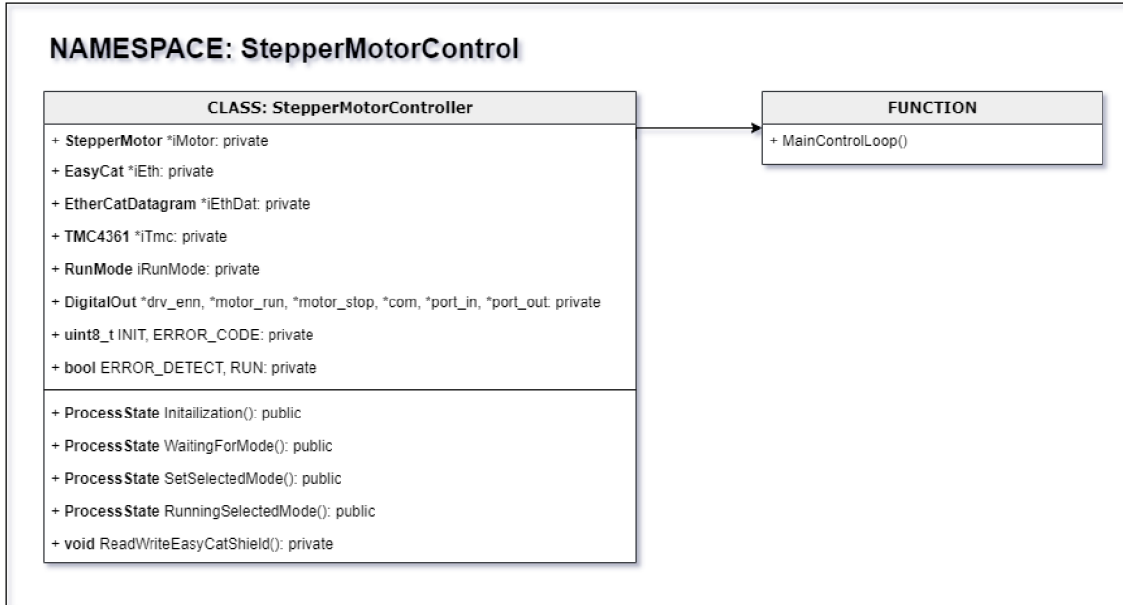 NAMESPACE: StepperMotorControl
CLASS: StepperMotorController
+ StepperMotor *iMotor: private
+ EasyCat *iEth: private
+ EtherCatDatagram *iEthDat: private
+ TMC4361 *iTmc: private
+ RunMode iRunMode: private
+ DigitalOut *drv_enn, *motor_run, *motor_stop, *com, *port_in, *port_out: private
+ uint8_t INIT, ERROR_CODE: private
+ bool ERROR_DETECT, RUN: private
+ ProcessState Initailization(): public
+ ProcessState WaitingForMode(): public
+ ProcessState SetSelectedMode(): public
+ ProcessState RunningSelectedMode(): public
+ void ReadWriteEasyCatShield(): private
FUNCTION
+ MainControlLoop()